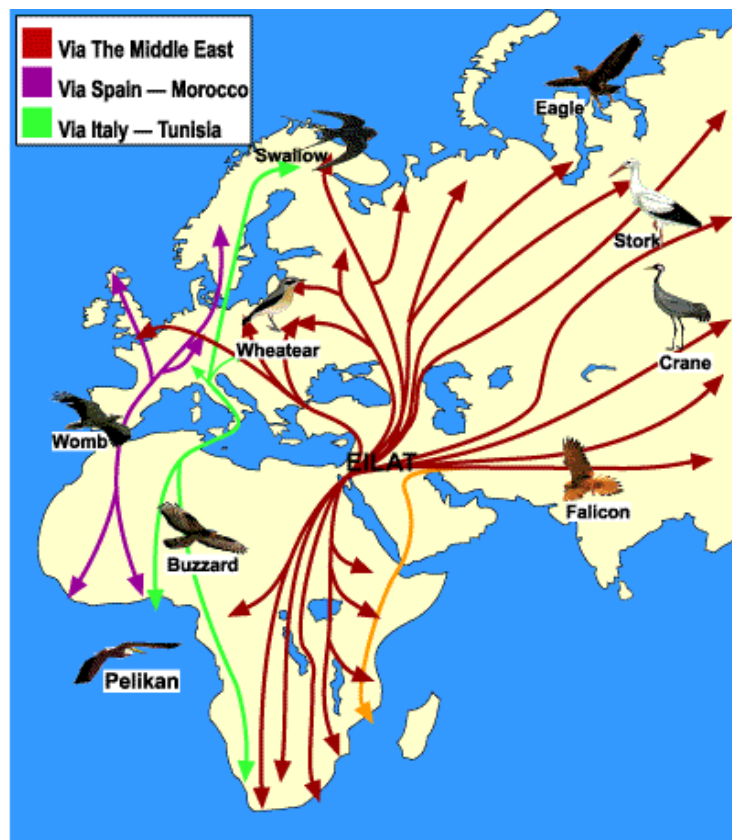 Via The Middle East
Via Spain — Morocco
Via Italy — Tunisia
Eagle
Swallow
Stork
Wheatear
Crane
Womb
EILAT
Falicon
Buzzard
Pelikan